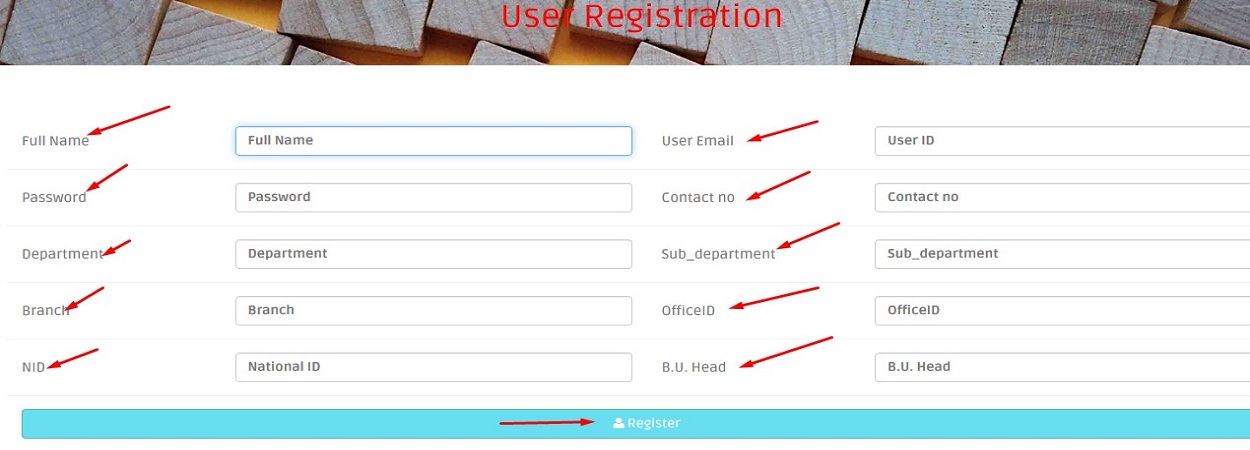 User Registration
Full Name Full Name User Email User ID
Password Password Contact no Contact no
Department Department Sub_department Sub_department
Branch Branch OfficeID OfficeID
NID National ID B.U. Head B.U. Head
Register